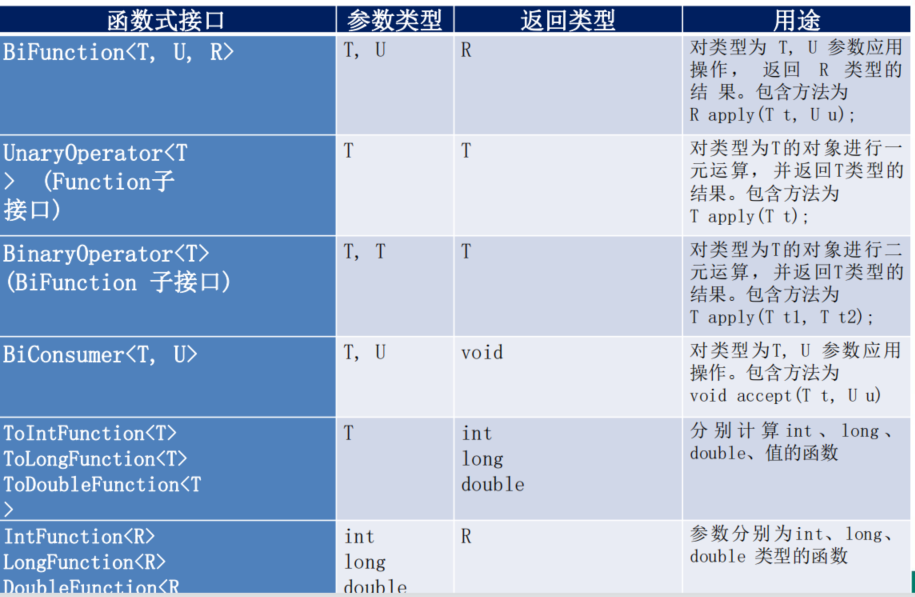 函数式接口 参数类型 返回类型 用途
BiFunction<T, U, R> T, U R 对类型为 T, U 参数应用
操作， 返回 R 类型的
结 果。包含方法为
R apply(T t, U u);
UnaryOperator<T T T 对类型为T的对象进行一
> (Function子 元运算，并返回T类型的
接口) 结果。包含方法为
T apply(T t);
BinaryOperator<T> T, T T 对类型为T的对象进行二
(BiFunction 子接口) 元运算，并返回T类型的
结果。包含方法为
T apply(T t1, T t2);
BiConsumer<T, U> T, U void 对类型为T, U 参数应用
操作。包含方法为
void accept(T t, U u)
ToIntFunction<T> T int 分别计算int、long、
ToLongFunction<T> long double、值的函数
ToDoubleFunction<T double
>
IntFunction<R> int R 参数分别为int、long、
LongFunction<R> long double 类型的函数
DoubleFunction<R double